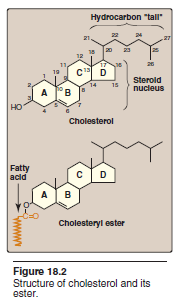 Hydrocarbon "tail"
21 22 24
18 20 23 25 26
12 17
11 13 16
19 C D
1 9 14 15
2 10 8
A B
3 5 7
HO 4 6
Steroid
nucleus
Cholesterol
Fatty
acid
C D
A B
O
C=O
Cholesteryl ester
Figure 18.2
Structure of cholesterol and its
ester.